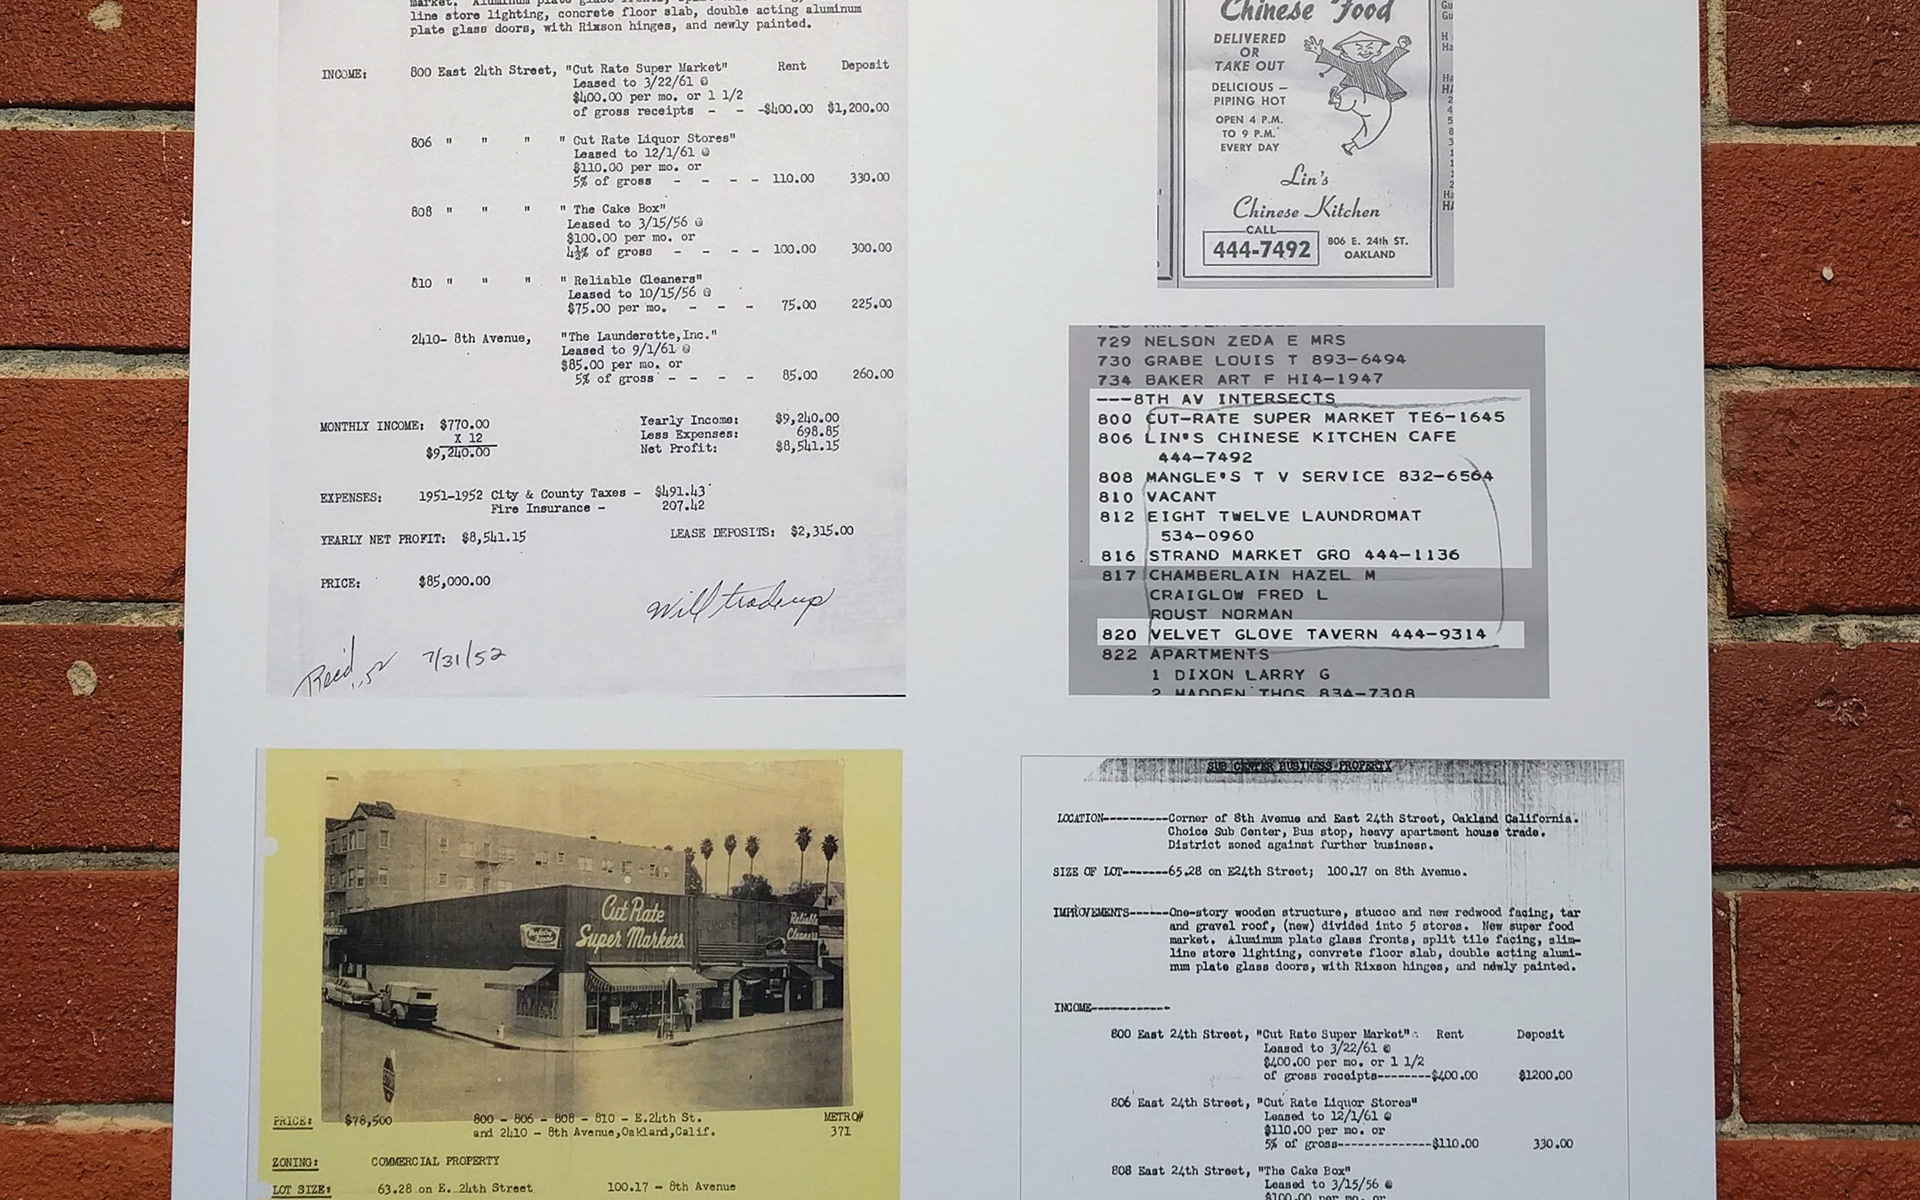 line store lighting, concrete floor slab, double acting aluminum
plate glass doors, with Rixson hinges, and newly painted.
INCOME: 800 East 24th Street, "Cut Rate Super Market" Rent Deposit
Leased to 3/22/61 @
$400.00 per mo. or 1 1/2
of gross receipts - - -$400.00 $1,200.00
806 " " " " Cut Rate Liquor Stores"
Leased to 12/1/61 @
$110.00 per mo. or
5% of gross - - - - 110.00 330.00
808 " " " " The Cake Box"
Leased to 3/15/56 @
$100.00 per mo. or
4½% of gross - - - - 100.00 300.00
810 " " " " Reliable Cleaners"
Leased to 10/15/56 @
$75.00 per mo. - - - 75.00 225.00
2410- 8th Avenue, "The Launderette,Inc."
Leased to 9/1/61 @
$85.00 per mo. or
5% of gross - - - - 85.00 260.00
MONTHLY INCOME: $770.00 Yearly Income: $9,240.00
X 12 Less Expenses: 698.85
$9,240.00 Net Profit: $8,541.15
EXPENSES: 1951-1952 City & County Taxes - $491.43
Fire Insurance - 207.42
YEARLY NET PROFIT: $8,541.15 LEASE DEPOSITS: $2,315.00
PRICE: $85,000.00
Will trade up
Rec'd 7/31/52
Chinese Food
DELIVERED
OR
TAKE OUT
DELICIOUS —
PIPING HOT
OPEN 4 P.M.
TO 9 P.M.
EVERY DAY
Lin's
Chinese Kitchen
CALL
444-7492
806 E. 24th ST.
OAKLAND
729 NELSON ZEDA E MRS
730 GRABE LOUIS T 893-6494
734 BAKER ART F HI4-1947
---8TH AV INTERSECTS
800 CUT-RATE SUPER MARKET TE6-1645
806 LIN'S CHINESE KITCHEN CAFE
444-7492
808 MANGLE'S T V SERVICE 832-6564
810 VACANT
812 EIGHT TWELVE LAUNDROMAT
534-0960
816 STRAND MARKET GRO 444-1136
817 CHAMBERLAIN HAZEL M
CRAIGLOW FRED L
ROUST NORMAN
820 VELVET GLOVE TAVERN 444-9314
822 APARTMENTS
1 DIXON LARRY G
2 MADDEN THOS 834-7308
Cut Rate
Super Markets
Reliable
Cleaners
PRICE: $78,500 800 - 806 - 808 - 810 - E.24th St. METRO#
and 2410 - 8th Avenue,Oakland,Calif. 371
ZONING: COMMERCIAL PROPERTY
LOT SIZE: 63.28 on E. 24th Street 100.17 - 8th Avenue
SUB CENTER BUSINESS PROPERTY
LOCATION----------Corner of 8th Avenue and East 24th Street, Oakland California.
Choice Sub Center, Bus stop, heavy apartment house trade.
District zoned against further business.
SIZE OF LOT-------65.28 on E24th Street; 100.17 on 8th Avenue.
IMPROVEMENTS------One-story wooden structure, stucco and new redwood facing, tar
and gravel roof, (new) divided into 5 stores. New super food
market. Aluminum plate glass fronts, split tile facing, slim-
line store lighting, convrete floor slab, double acting alumi-
mum plate glass doors, with Rixson hinges, and newly painted.
INCOME------------
800 East 24th Street, "Cut Rate Super Market" Rent Deposit
Leased to 3/22/61 @
$400.00 per mo. or 1 1/2
of gross receipts--------$400.00 $1200.00
806 East 24th Street, "Cut Rate Liquor Stores"
Leased to 12/1/61 @
$110.00 per mo. or
5% of gross--------------$110.00 330.00
808 East 24th Street, "The Cake Box"
Leased to 3/15/56 @
$100.00 per mo. or